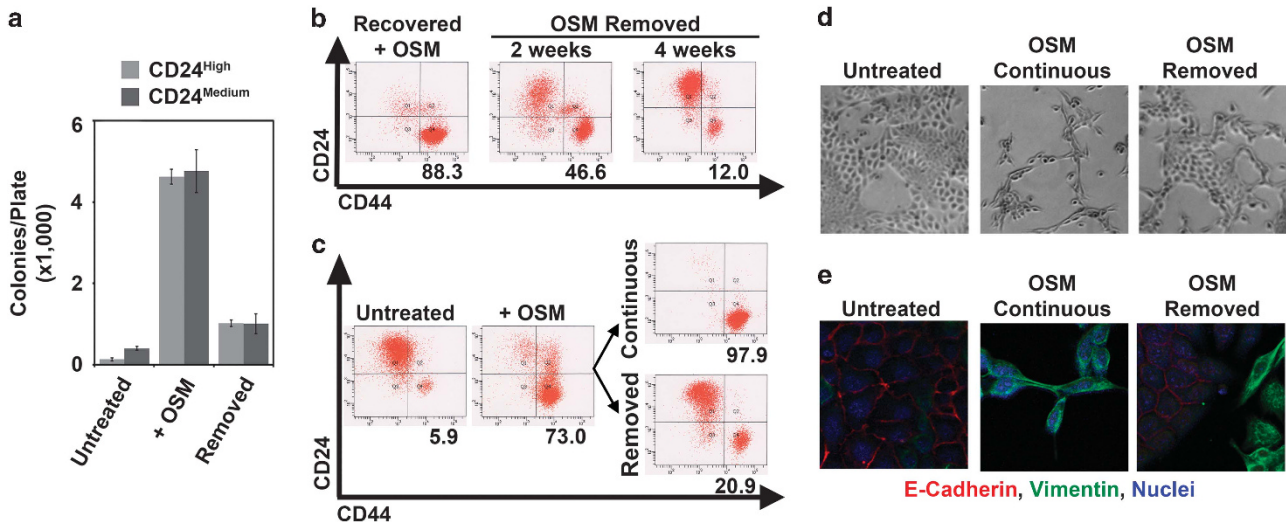 a
CD24High
CD24Medium
Colonies/Plate
(x1,000)
6
4
2
0
Untreated
+ OSM
Removed
b
Recovered
+ OSM
OSM Removed
2 weeks
4 weeks
CD24
88.3
46.6
12.0
CD44
c
Untreated
+ OSM
Continuous
97.9
Removed
5.9
73.0
20.9
CD24
CD44
d
Untreated
OSM
Continuous
OSM
Removed
e
Untreated
OSM
Continuous
OSM
Removed
E-Cadherin, Vimentin, Nuclei